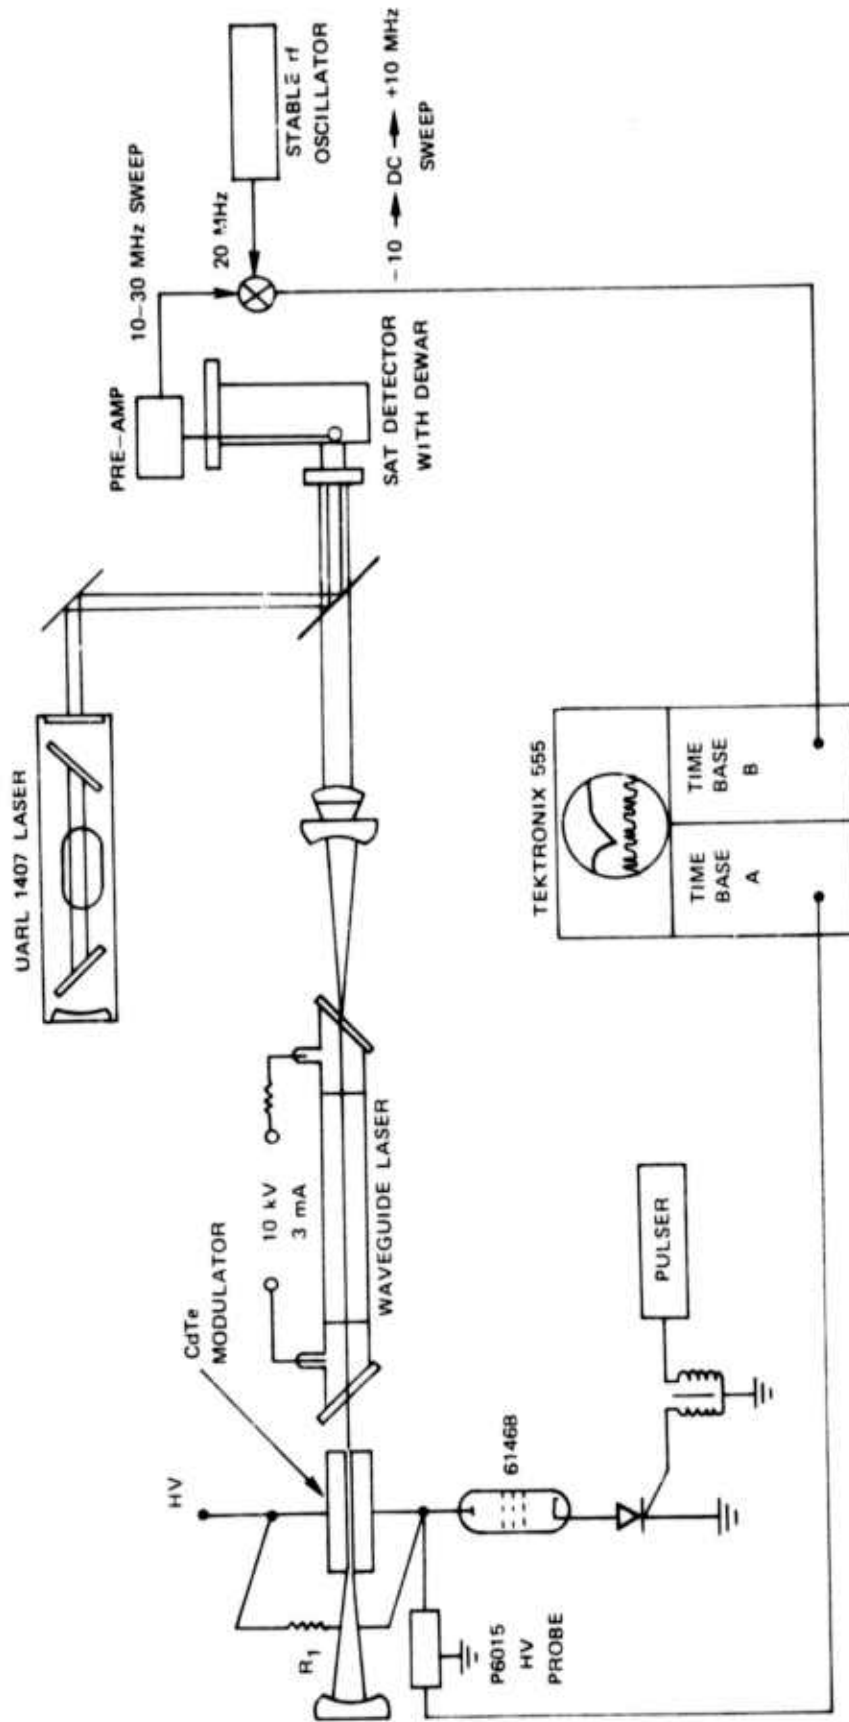 UARL 1407 LASER
PRE-AMP
10-30 MHz SWEEP
20 MHz
STABLE rf
OSCILLATOR
SAT DETECTOR
WITH DEWAR
-10 → DC → +10 MHz
SWEEP
HV
CdTe
MODULATOR
10 kV
3 mA
WAVEGUIDE LASER
R1
P6015
HV
PROBE
6146B
PULSER
TEKTRONIX 555
TIME
BASE
A
TIME
BASE
B